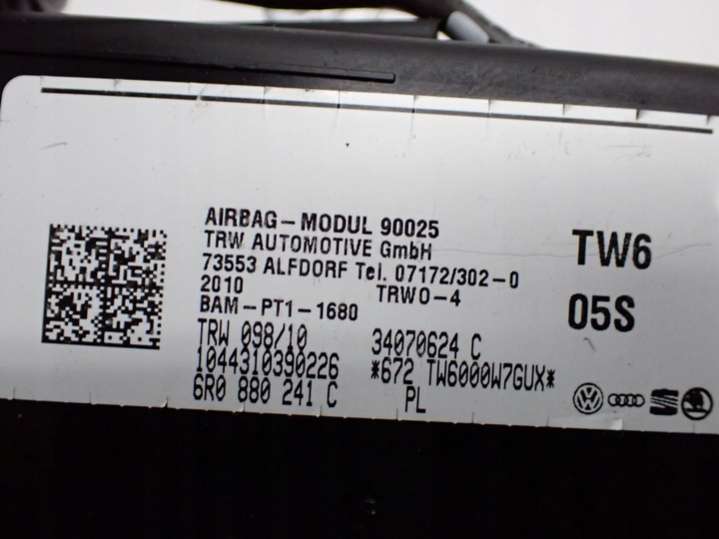 AIRBAG-MODUL 90025
TRW AUTOMOTIVE GmbH
73553 ALFDORF Tel. 07172/302-0
2010 TRWO-4
BAM-PT1-1680
TRW 098/10 34070624 C
1044310390226 *672 TW6000W7GUX*
6R0 880 241 C PL
TW6
05S